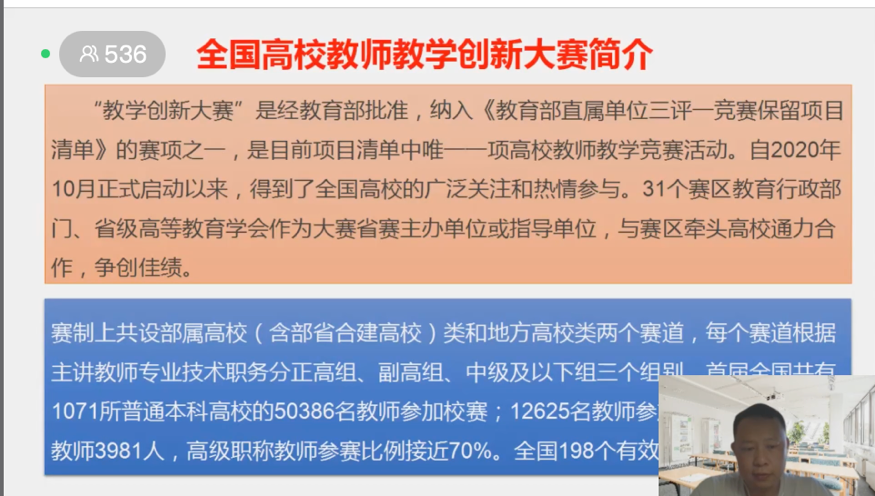 536
全国高校教师教学创新大赛简介
“教学创新大赛”是经教育部批准，纳入《教育部直属单位三评一竞赛保留项目
清单》的赛项之一，是目前项目清单中唯一一项高校教师教学竞赛活动。自2020年
10月正式启动以来，得到了全国高校的广泛关注和热情参与。31个赛区教育行政部
门、省级高等教育学会作为大赛省赛主办单位或指导单位，与赛区牵头高校通力合
作，争创佳绩。
赛制上共设部属高校（含部省合建高校）类和地方高校类两个赛道，每个赛道根据
主讲教师专业技术职务分正高组、副高组、中级及以下组三个组别。首届全国共有
1071所普通本科高校的50386名教师参加校赛；12625名教师参
教师3981人，高级职称教师参赛比例接近70%。全国198个有效